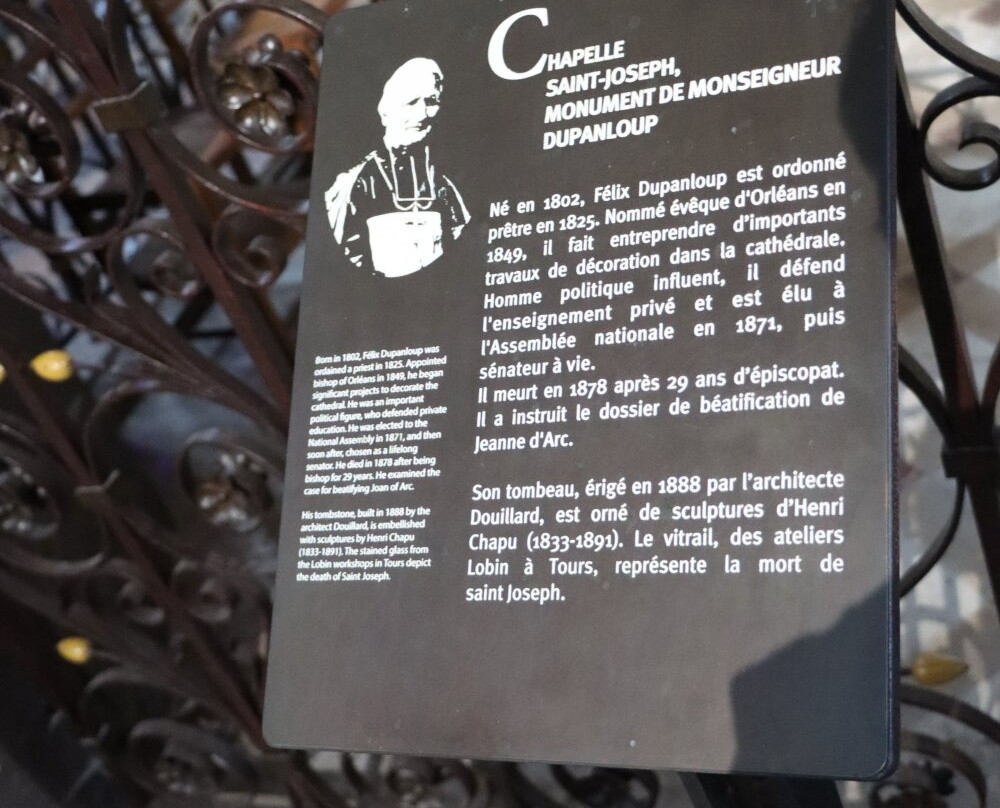 CHAPELLE
SAINT-JOSEPH,
MONUMENT DE MONSEIGNEUR
DUPANLOUP
Né en 1802, Félix Dupanloup est ordonné
prêtre en 1825. Nommé évêque d'Orléans en
1849, il fait entreprendre d'importants
travaux de décoration dans la cathédrale.
Homme politique influent, il défend
l'enseignement privé et est élu à
l'Assemblée nationale en 1871, puis
sénateur à vie.
Il meurt en 1878 après 29 ans d'épiscopat.
Il a instruit le dossier de béatification de
Jeanne d'Arc.
Son tombeau, érigé en 1888 par l'architecte
Douillard, est orné de sculptures d'Henri
Chapu (1833-1891). Le vitrail, des ateliers
Lobin à Tours, représente la mort de
saint Joseph.
Born in 1802, Félix Dupanloup was
ordained a priest in 1825. Appointed
bishop of Orléans in 1849, he began
significant projects to decorate the
cathedral. He was an important
political figure, who defended private
education. He was elected to the
National Assembly in 1871, and then
soon after, chosen as a lifelong
senator. He died in 1878 after being
bishop for 29 years. He examined the
case for beatifying Joan of Arc.
His tombstone, built in 1888 by the
architect Douillard, is embellished
with sculptures by Henri Chapu
(1833-1891). The stained glass from
the Lobin workshops in Tours depict
the death of Saint Joseph.